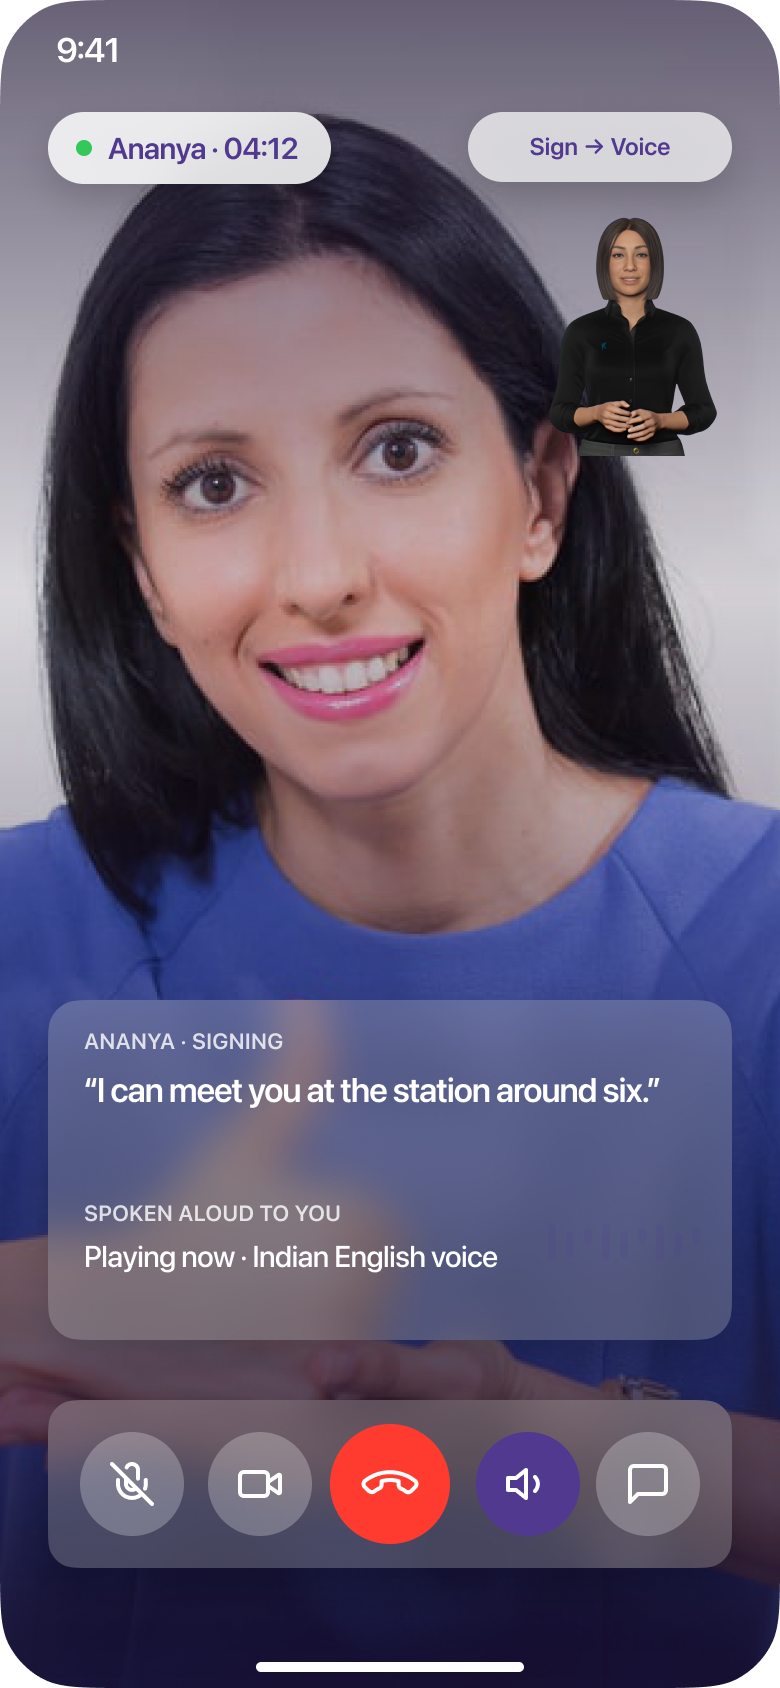 9:41
Ananya · 04:12
Sign → Voice
ANANYA · SIGNING
“I can meet you at the station around six.”
SPOKEN ALOUD TO YOU
Playing now · Indian English voice